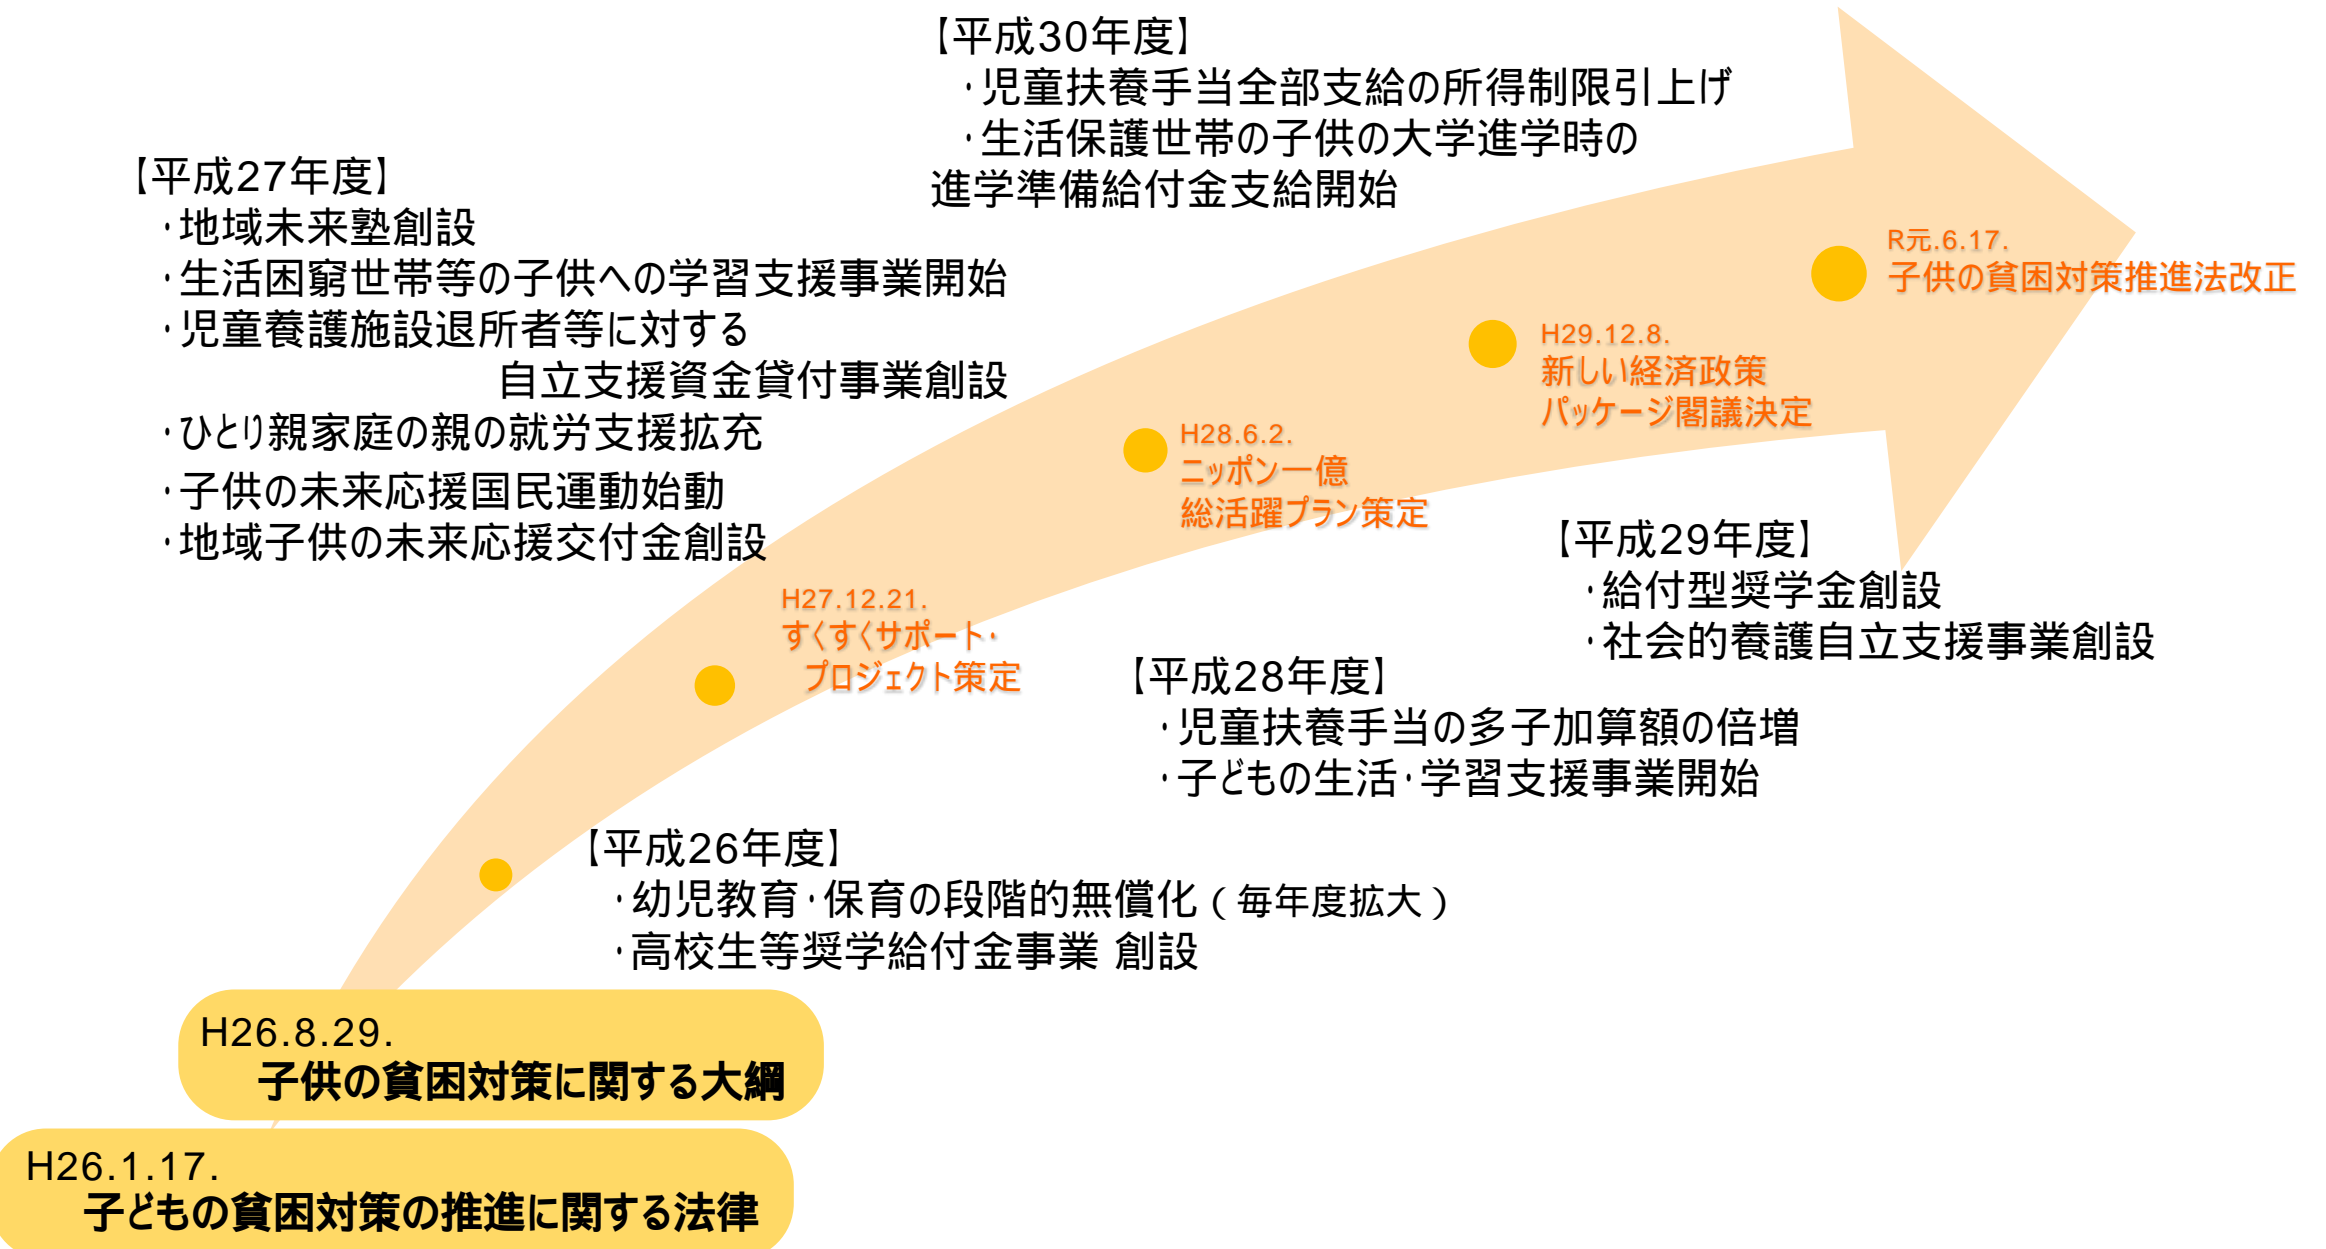 【平成30年度】
・児童扶養手当全部支給の所得制限引上げ
・生活保護世帯の子供の大学進学時の
進学準備給付金支給開始
【平成27年度】
・地域未来塾創設
・生活困窮世帯等の子供への学習支援事業開始
・児童養護施設退所者等に対する
自立支援資金貸付事業創設
・ひとり親家庭の親の就労支援拡充
・子供の未来応援国民運動始動
・地域子供の未来応援交付金創設
R元.6.17.
子供の貧困対策推進法改正
H29.12.8.
新しい経済政策
パッケージ閣議決定
H28.6.2.
ニッポン一億
総活躍プラン策定
H27.12.21.
すくすくサポート・
プロジェクト策定
【平成29年度】
・給付型奨学金創設
・社会的養護自立支援事業創設
【平成28年度】
・児童扶養手当の多子加算額の倍増
・子どもの生活・学習支援事業開始
【平成26年度】
・幼児教育・保育の段階的無償化（毎年度拡大）
・高校生等奨学給付金事業 創設
H26.8.29.
子供の貧困対策に関する大綱
H26.1.17.
子どもの貧困対策の推進に関する法律